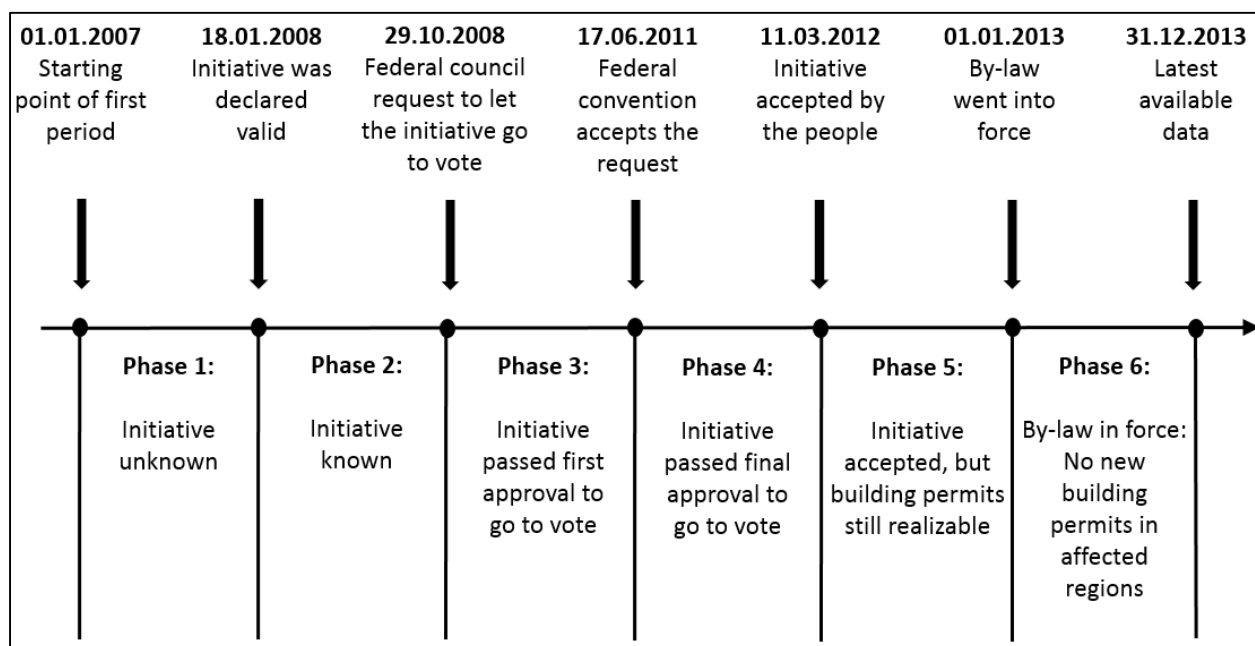 01.01.2007
Starting
point of first
period
18.01.2008
Initiative was
declared
valid
29.10.2008
Federal council
request to let
the initiative go
to vote
17.06.2011
Federal
convention
accepts the
request
11.03.2012
Initiative
accepted by
the people
01.01.2013
By-law
went into
force
31.12.2013
Latest
available
data
Phase 1:
Initiative
unknown
Phase 2:
Initiative
known
Phase 3:
Initiative
passed first
approval to
go to vote
Phase 4:
Initiative
passed final
approval to
go to vote
Phase 5:
Initiative
accepted, but
building permits
still realizable
Phase 6:
By-law in force:
No new
building
permits in
affected
regions